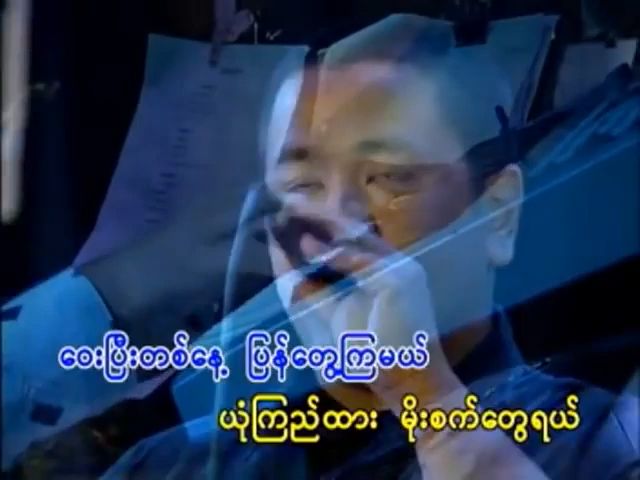 ဝေးပြီးတစ်နေ့ ပြန်တွေ့ကြမယ်
ယုံကြည်ထား မိုးစက်တွေရယ်